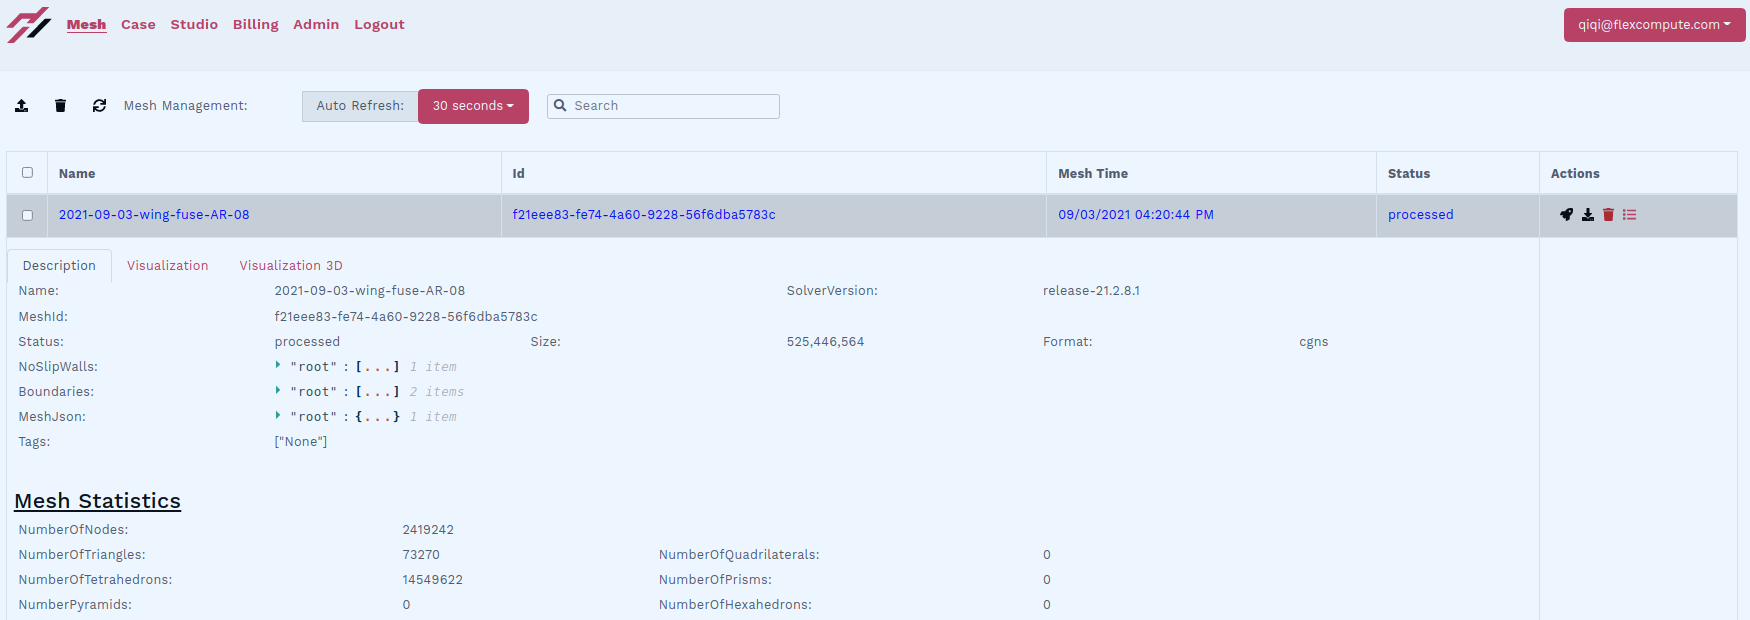 Mesh Case Studio Billing Admin Logout qiqi@flexcompute.com
Mesh Management: Auto Refresh: 30 seconds Search
Name Id Mesh Time Status Actions
2021-09-03-wing-fuse-AR-08 f21eee83-fe74-4a60-9228-56f6dba5783c 09/03/2021 04:20:44 PM processed
Description Visualization Visualization 3D
Name: 2021-09-03-wing-fuse-AR-08 SolverVersion: release-21.2.8.1
MeshId: f21eee83-fe74-4a60-9228-56f6dba5783c
Status: processed Size: 525,446,564 Format: cgns
NoSlipWalls: "root" : [...] 1 item
Boundaries: "root" : [...] 2 items
MeshJson: "root" : {...} 1 item
Tags: ["None"]
Mesh Statistics
NumberOfNodes: 2419242
NumberOfTriangles: 73270 NumberOfQuadrilaterals: 0
NumberOfTetrahedrons: 14549622 NumberOfPrisms: 0
NumberPyramids: 0 NumberOfHexahedrons: 0